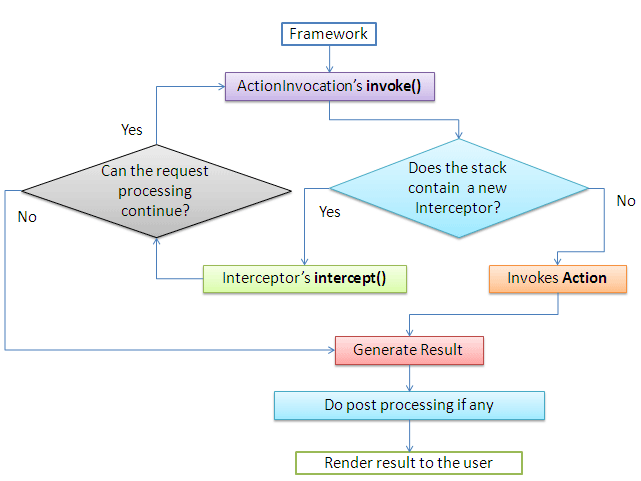 Framework
ActionInvocation's invoke()
Yes
Can the request
processing
continue?
No
Does the stack
contain a new
Interceptor?
Yes
No
Interceptor's intercept()
Invokes Action
Generate Result
Do post processing if any
Render result to the user